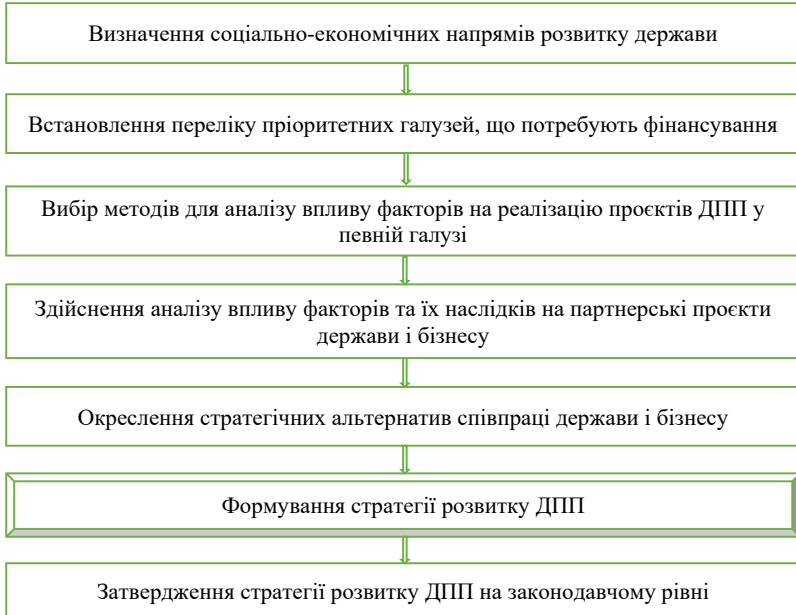 Визначення соціально-економічних напрямів розвитку держави
Встановлення переліку пріоритетних галузей, що потребують фінансування
Вибір методів для аналізу впливу факторів на реалізацію проєктів ДПП у
певній галузі
Здійснення аналізу впливу факторів та їх наслідків на партнерські проєкти
держави і бізнесу
Окреслення стратегічних альтернатив співпраці держави і бізнесу
Формування стратегії розвитку ДПП
Затвердження стратегії розвитку ДПП на законодавчому рівні